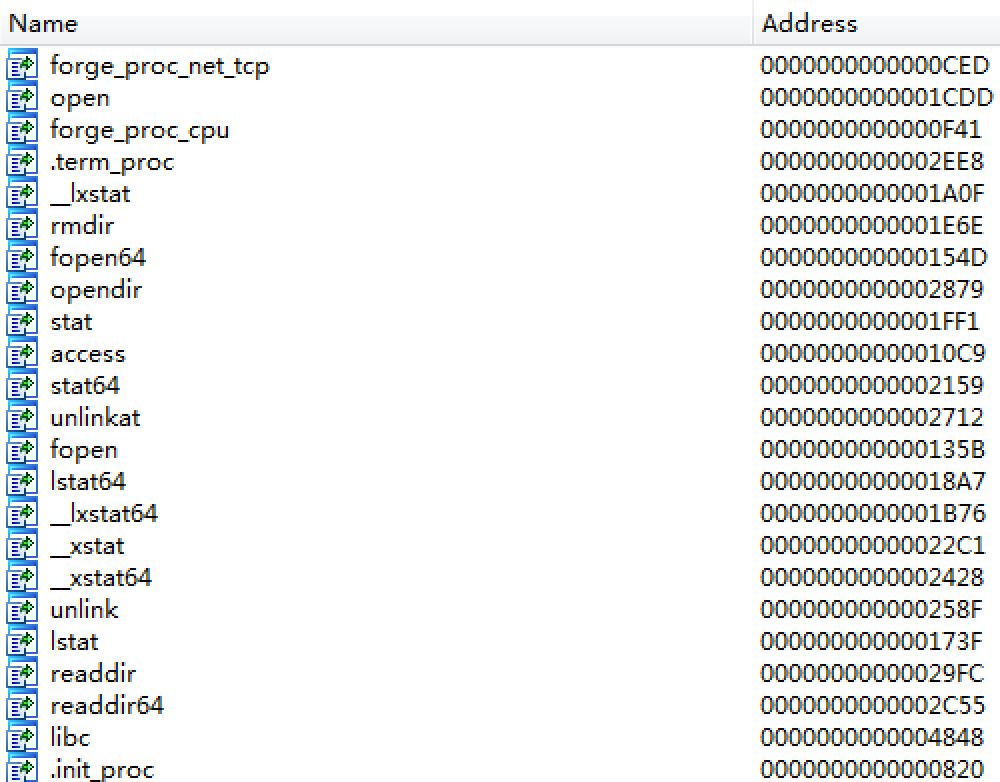 Name Address
forge_proc_net_tcp 0000000000000CED
open 0000000000001CDD
forge_proc_cpu 0000000000000F41
.term_proc 0000000000002EE8
__lxstat 0000000000001A0F
rmdir 0000000000001E6E
fopen64 000000000000154D
opendir 0000000000002879
stat 0000000000001FF1
access 00000000000010C9
stat64 0000000000002159
unlinkat 0000000000002712
fopen 000000000000135B
lstat64 00000000000018A7
__lxstat64 0000000000001B76
__xstat 00000000000022C1
__xstat64 0000000000002428
unlink 000000000000258F
lstat 000000000000173F
readdir 00000000000029FC
readdir64 0000000000002C55
libc 0000000000004848
.init_proc 0000000000000820